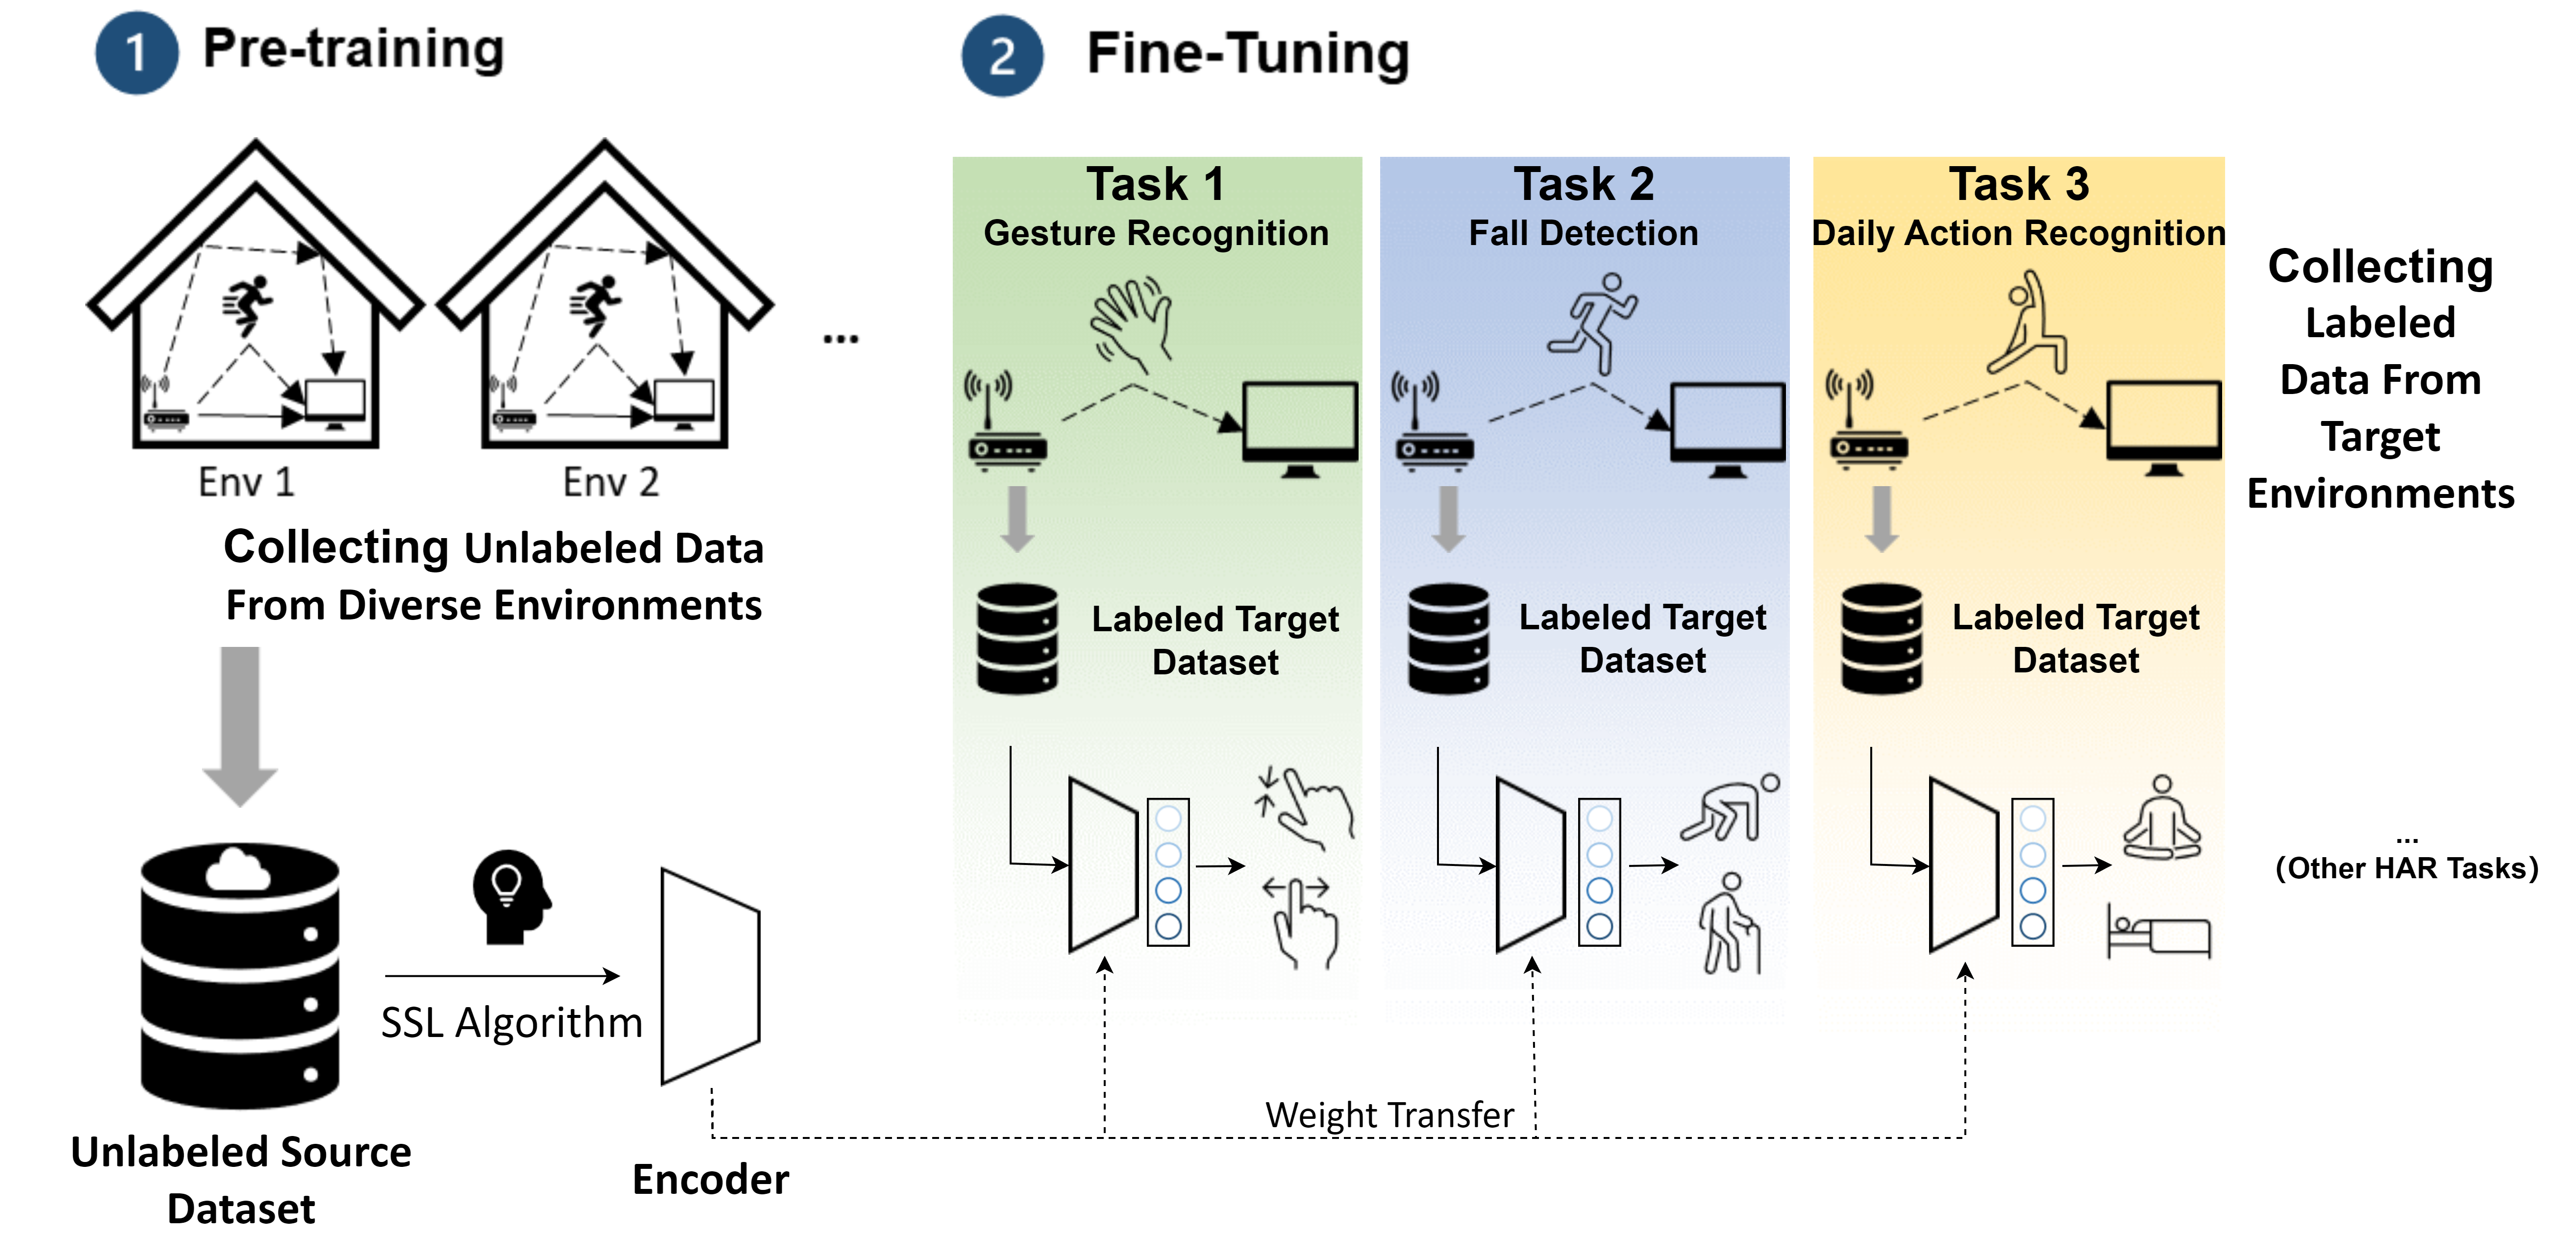 1 Pre-training
Env 1
Env 2
...
Collecting Unlabeled Data
From Diverse Environments
SSL Algorithm
Unlabeled Source
Dataset
Encoder
2 Fine-Tuning
Task 1
Gesture Recognition
Labeled Target
Dataset
Task 2
Fall Detection
Labeled Target
Dataset
Task 3
Daily Action Recognition
Labeled Target
Dataset
Collecting
Labeled
Data From
Target
Environments
...
(Other HAR Tasks)
Weight Transfer